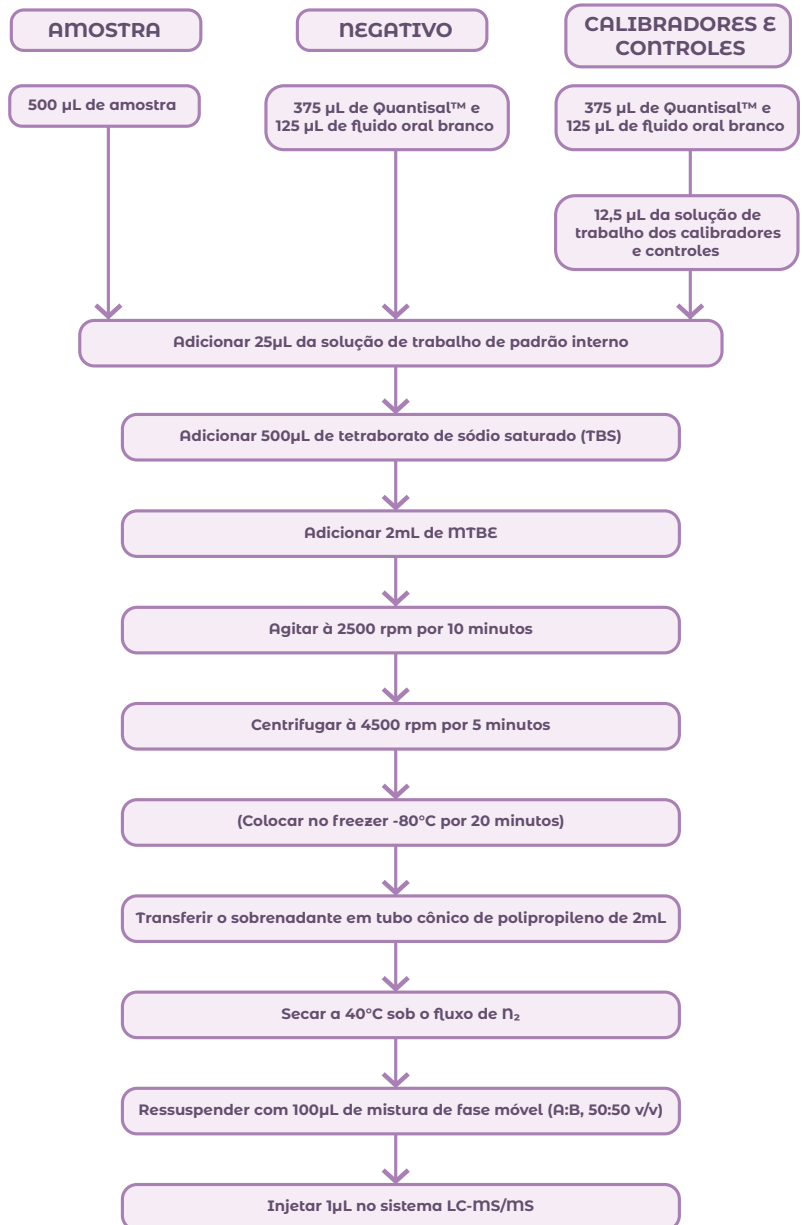 AMOSTRA
NEGATIVO
CALIBRADORES E
CONTROLES
500 µL de amostra
375 µL de Quantisal™ e
125 µL de fluido oral branco
375 µL de Quantisal™ e
125 µL de fluido oral branco
12,5 µL da solução de
trabalho dos calibradores
e controles
Adicionar 25µL da solução de trabalho de padrão interno
Adicionar 500µL de tetraborato de sódio saturado (TBS)
Adicionar 2mL de MTBE
Agitar à 2500 rpm por 10 minutos
Centrifugar à 4500 rpm por 5 minutos
(Colocar no freezer -80°C por 20 minutos)
Transferir o sobrenadante em tubo cônico de polipropileno de 2mL
Secar a 40°C sob o fluxo de N₂
Ressuspender com 100µL de mistura de fase móvel (A:B, 50:50 v/v)
Injetar 1µL no sistema LC-MS/MS